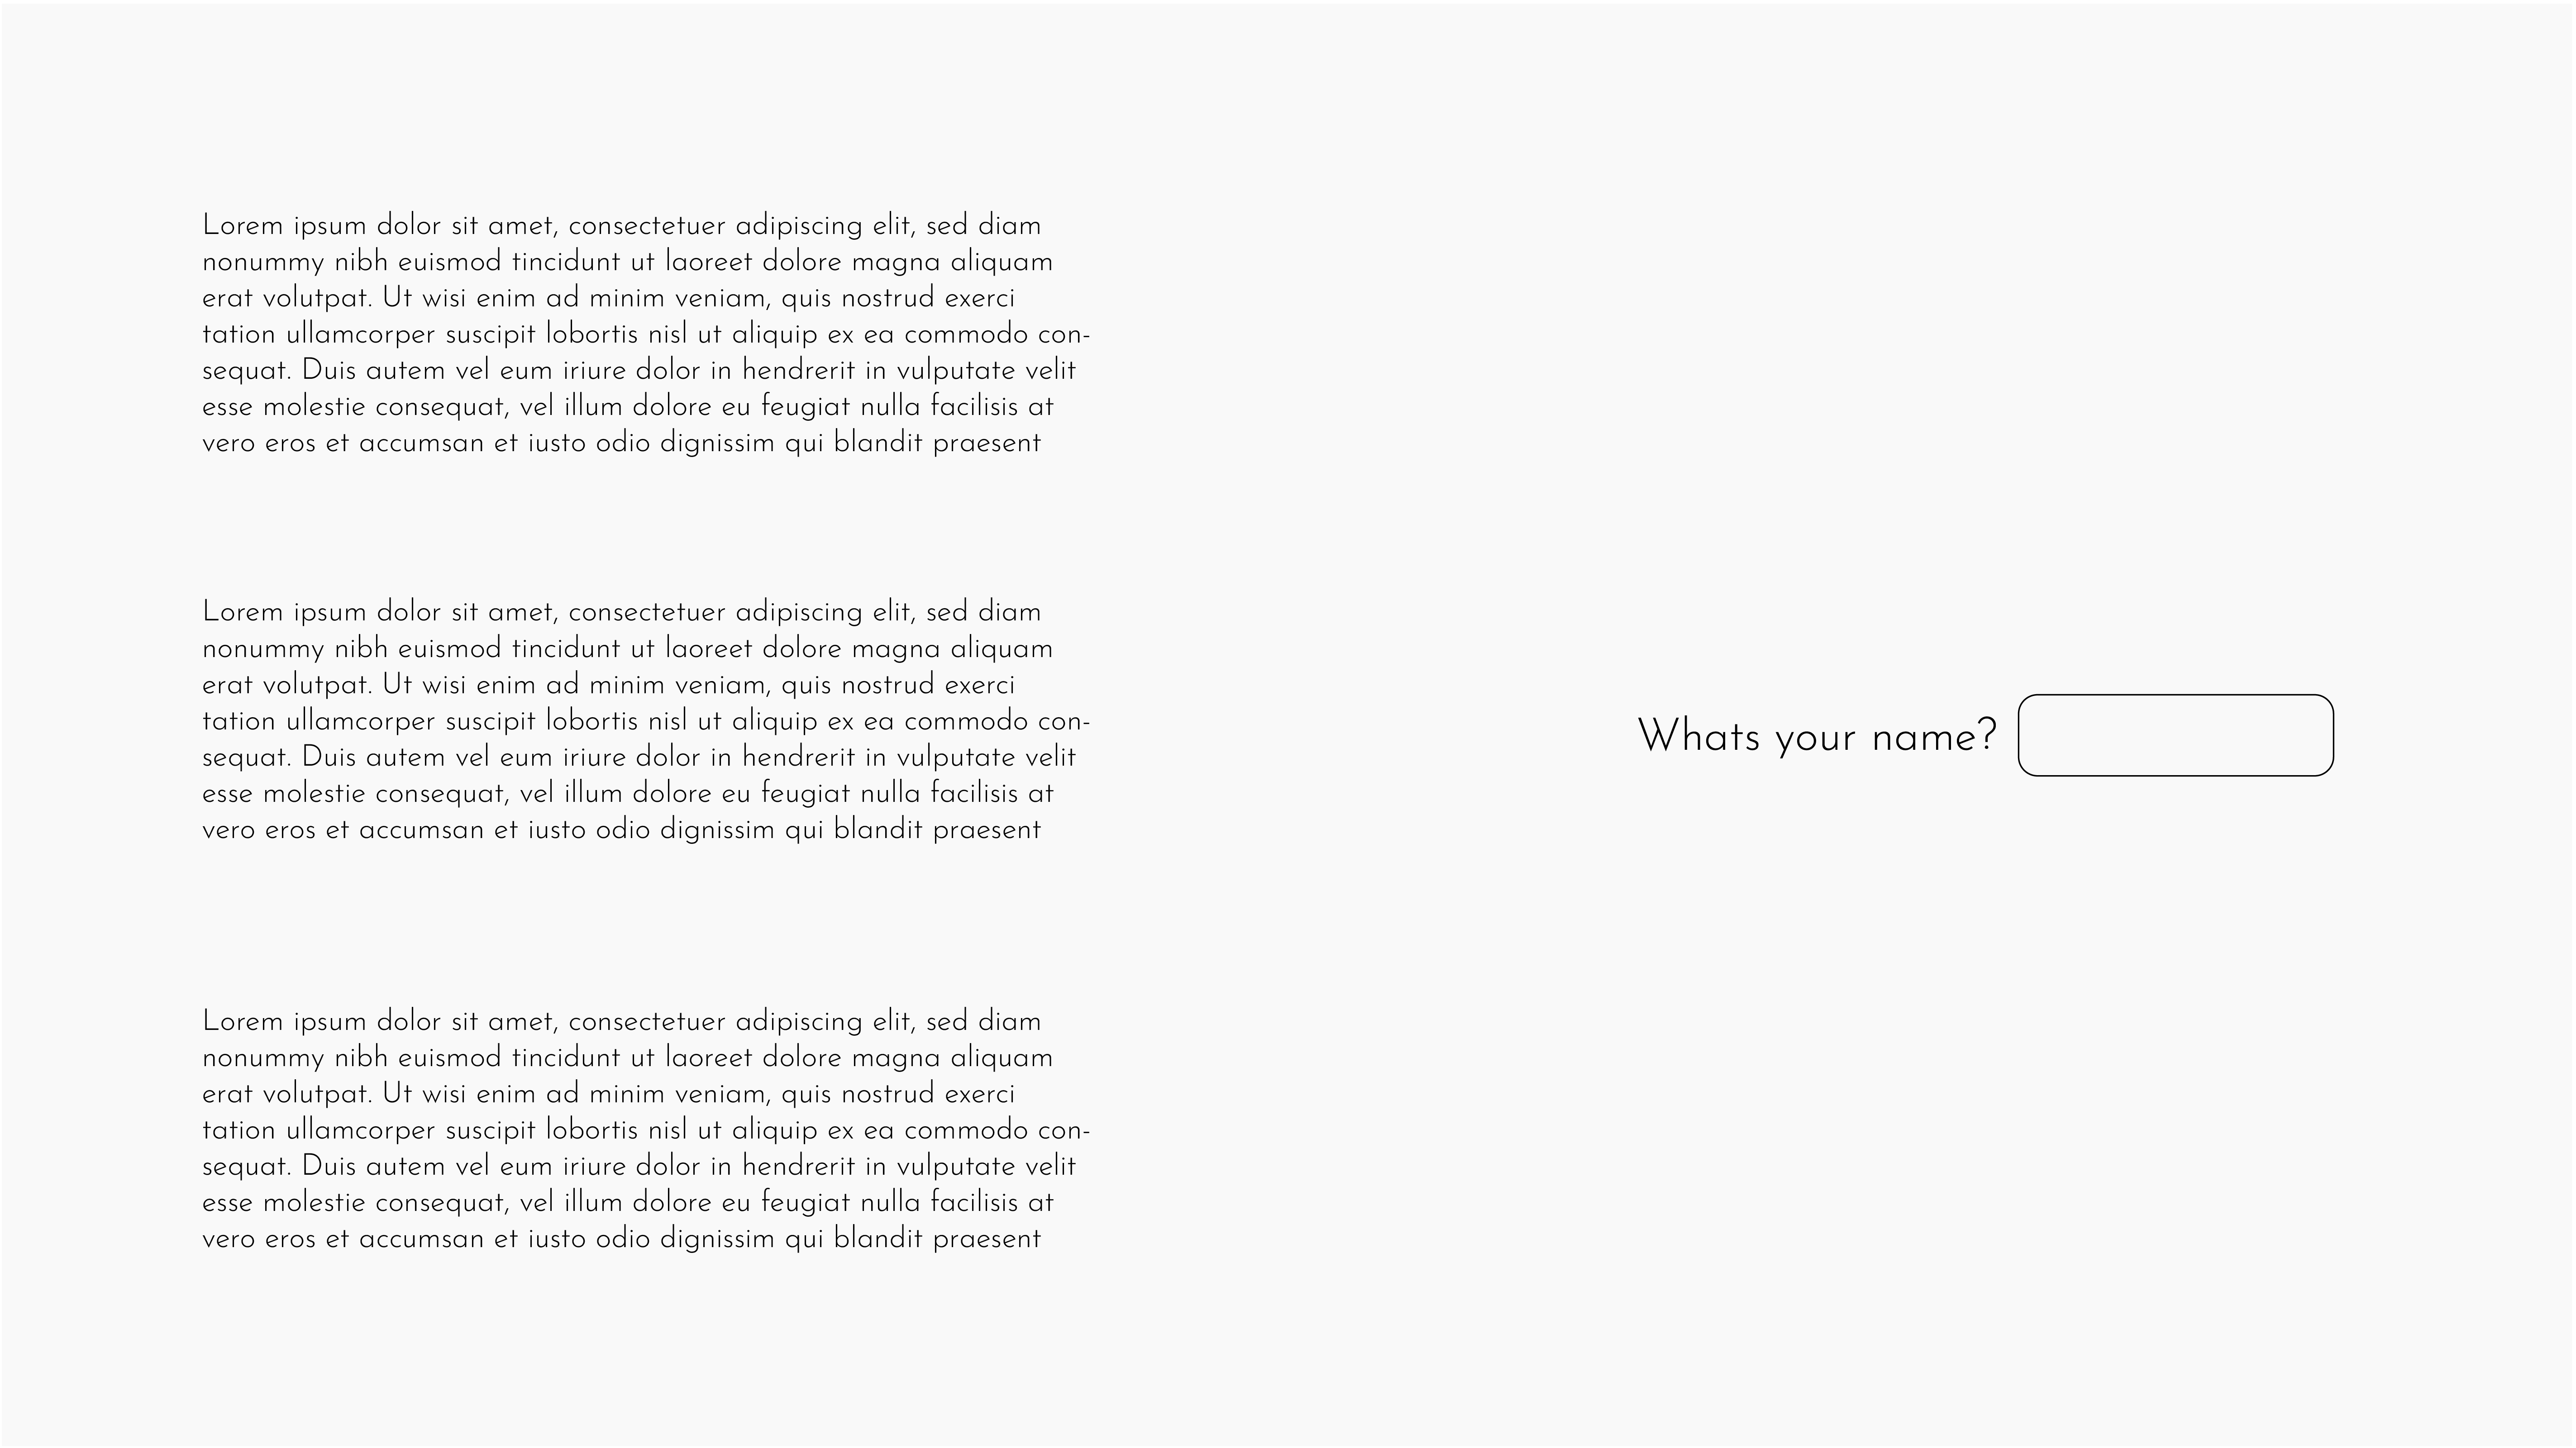 Lorem ipsum dolor sit amet, consectetuer adipiscing elit, sed diam
nonummy nibh euismod tincidunt ut laoreet dolore magna aliquam
erat volutpat. Ut wisi enim ad minim veniam, quis nostrud exerci
tation ullamcorper suscipit lobortis nisl ut aliquip ex ea commodo con-
sequat. Duis autem vel eum iriure dolor in hendrerit in vulputate velit
esse molestie consequat, vel illum dolore eu feugiat nulla facilisis at
vero eros et accumsan et iusto odio dignissim qui blandit praesent
Lorem ipsum dolor sit amet, consectetuer adipiscing elit, sed diam
nonummy nibh euismod tincidunt ut laoreet dolore magna aliquam
erat volutpat. Ut wisi enim ad minim veniam, quis nostrud exerci
tation ullamcorper suscipit lobortis nisl ut aliquip ex ea commodo con-
sequat. Duis autem vel eum iriure dolor in hendrerit in vulputate velit
esse molestie consequat, vel illum dolore eu feugiat nulla facilisis at
vero eros et accumsan et iusto odio dignissim qui blandit praesent
Lorem ipsum dolor sit amet, consectetuer adipiscing elit, sed diam
nonummy nibh euismod tincidunt ut laoreet dolore magna aliquam
erat volutpat. Ut wisi enim ad minim veniam, quis nostrud exerci
tation ullamcorper suscipit lobortis nisl ut aliquip ex ea commodo con-
sequat. Duis autem vel eum iriure dolor in hendrerit in vulputate velit
esse molestie consequat, vel illum dolore eu feugiat nulla facilisis at
vero eros et accumsan et iusto odio dignissim qui blandit praesent
Whats your name?